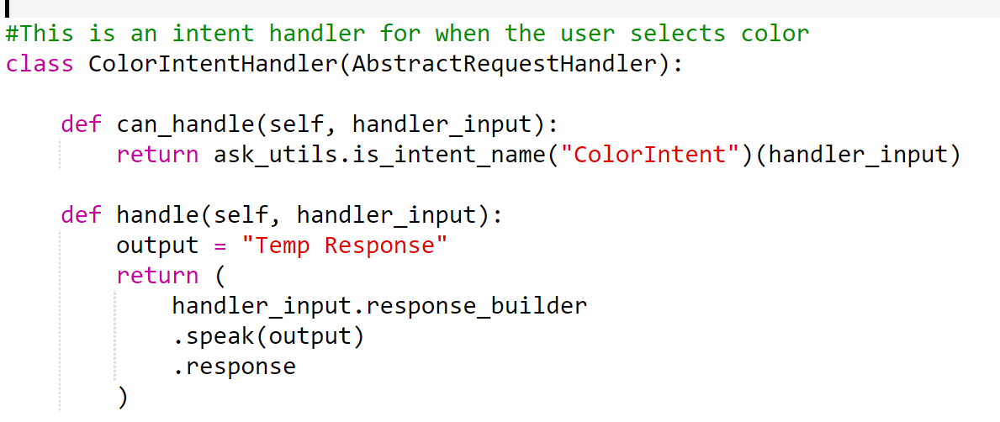 #This is an intent handler for when the user selects color
class ColorIntentHandler(AbstractRequestHandler):

    def can_handle(self, handler_input):
        return ask_utils.is_intent_name("ColorIntent")(handler_input)

    def handle(self, handler_input):
        output = "Temp Response"
        return (
            handler_input.response_builder
            .speak(output)
            .response
        )